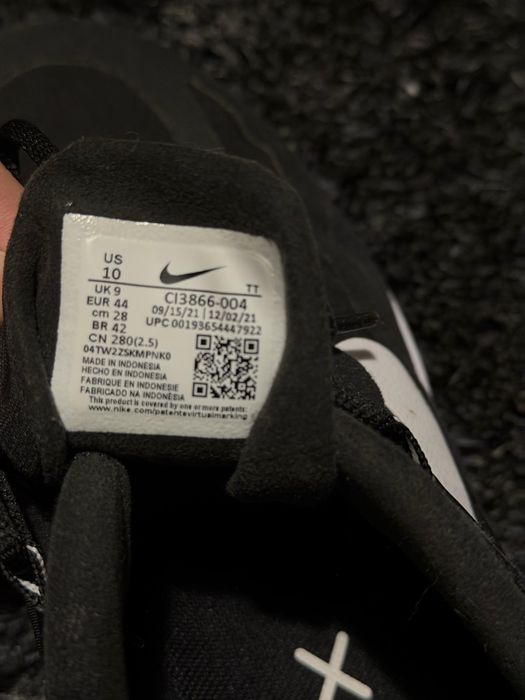 US
10
TT
UK 9
CI3866-004
EUR 44
09/15/21 | 12/02/21
cm 28
UPC 00193654447922
BR 42
CN 280(2.5)
04TW2ZSKMPNK0
MADE IN INDONESIA
HECHO EN INDONESIA
FABRIQUE EN INDONESIE
FABRICADO NA INDONÉSIA
This product is covered by one or more patents:
www.nike.com/patentsvirtualmarking